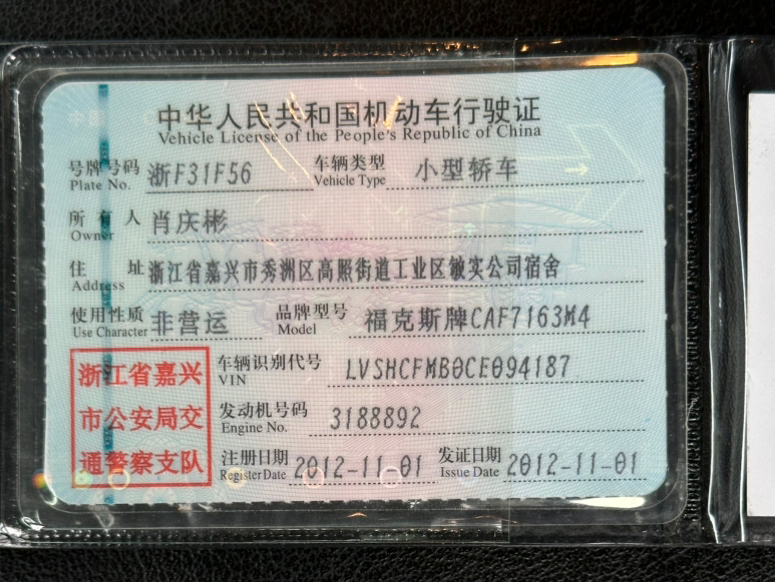 中华人民共和国机动车行驶证
Vehicle License of the People's Republic of China
号牌号码 浙F31F56 车辆类型 小型轿车
Plate No. Vehicle Type
所有人 肖庆彬
Owner
住址 浙江省嘉兴市秀洲区高照街道工业区敏实公司宿舍
Address
使用性质 非营运 品牌型号 福克斯牌CAF7163M4
Use Character Model
浙江省嘉兴 车辆识别代号 LVSHCFMB0CE094187
VIN
市公安局交 发动机号码 3188892
Engine No.
通警察支队 注册日期 2012-11-01 发证日期 2012-11-01
Register Date Issue Date